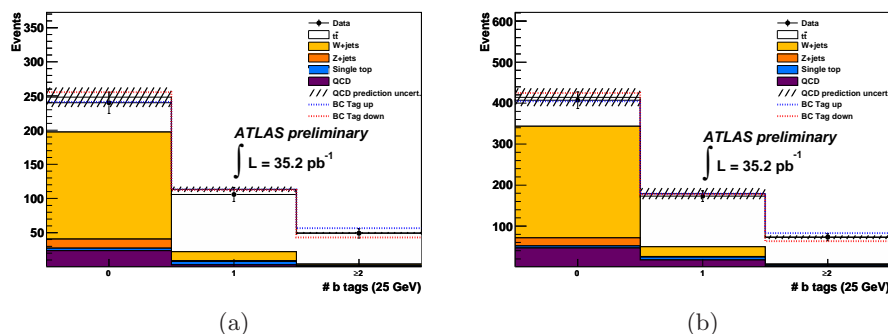 Events
350
300
250
200
150
100
50
Data
tt̄
W+jets
Z+jets
Single top
QCD
QCD prediction uncert.
BC Tag up
BC Tag down
ATLAS preliminary
∫ L = 35.2 pb⁻¹
0
1
≥2
# b tags (25 GeV)
(a)
Events
600
500
400
300
200
100
Data
tt̄
W+jets
Z+jets
Single top
QCD
QCD prediction uncert.
BC Tag up
BC Tag down
ATLAS preliminary
∫ L = 35.2 pb⁻¹
0
1
≥2
# b tags (25 GeV)
(b)